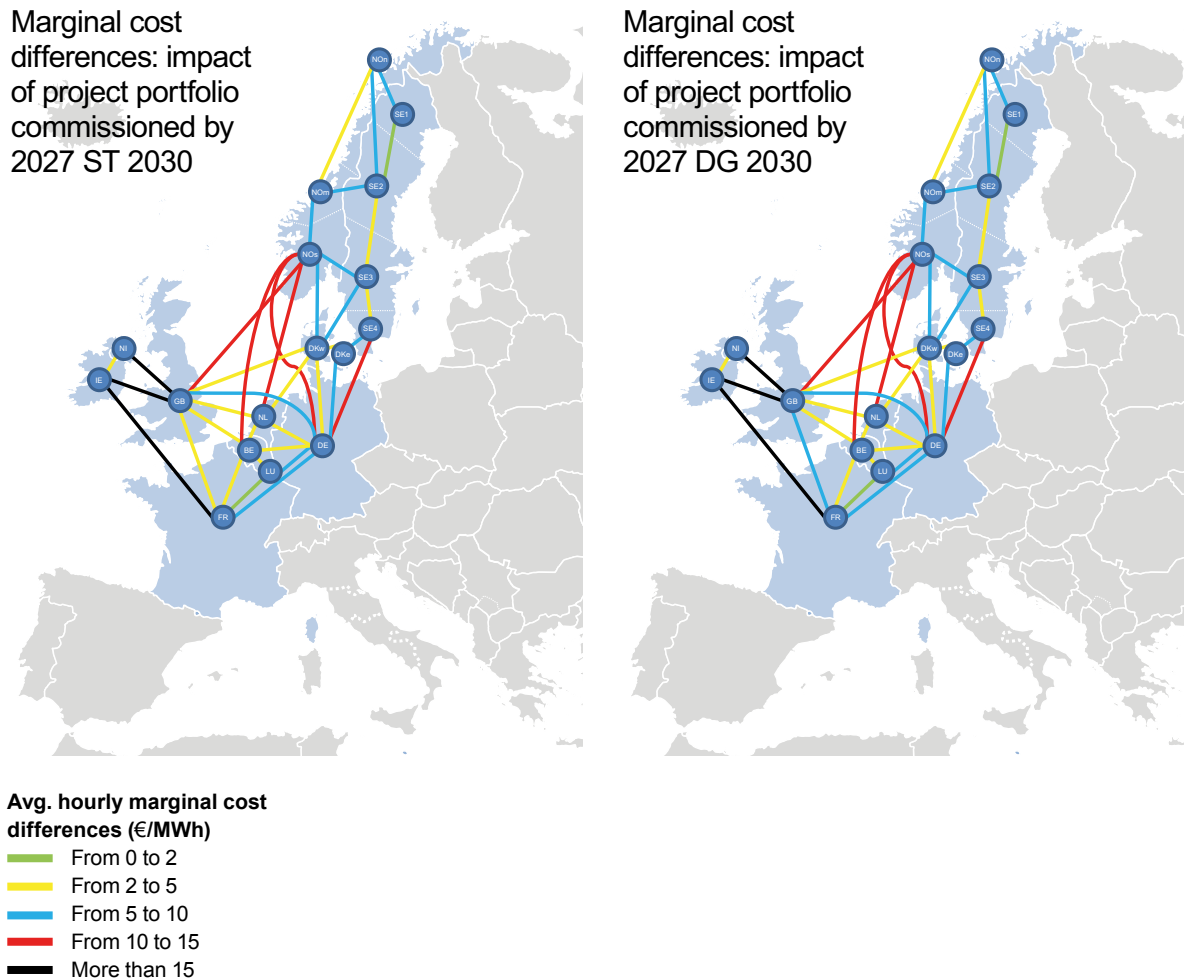 Marginal cost
differences: impact
of project portfolio
commissioned by
2027 ST 2030
NOn
SE1
SE2
NOm
NOs
SE3
SE4
DKw
DKe
NI
IE
GB
NL
DE
BE
LU
FR
Marginal cost
differences: impact
of project portfolio
commissioned by
2027 DG 2030
NOn
SE1
SE2
NOm
NOs
SE3
SE4
DKw
DKe
NI
IE
GB
NL
DE
BE
LU
FR
Avg. hourly marginal cost
differences (€/MWh)
From 0 to 2
From 2 to 5
From 5 to 10
From 10 to 15
More than 15